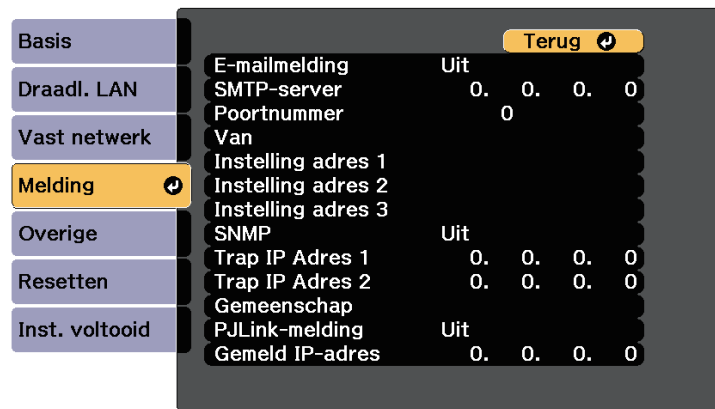 Basis
Draadl. LAN
Vast netwerk
Melding
Overige
Resetten
Inst. voltooid
Terug
E-mailmelding Uit
SMTP-server 0. 0. 0. 0
Poortnummer 0
Van
Instelling adres 1
Instelling adres 2
Instelling adres 3
SNMP Uit
Trap IP Adres 1 0. 0. 0. 0
Trap IP Adres 2 0. 0. 0. 0
Gemeenschap
PJLink-melding Uit
Gemeld IP-adres 0. 0. 0. 0